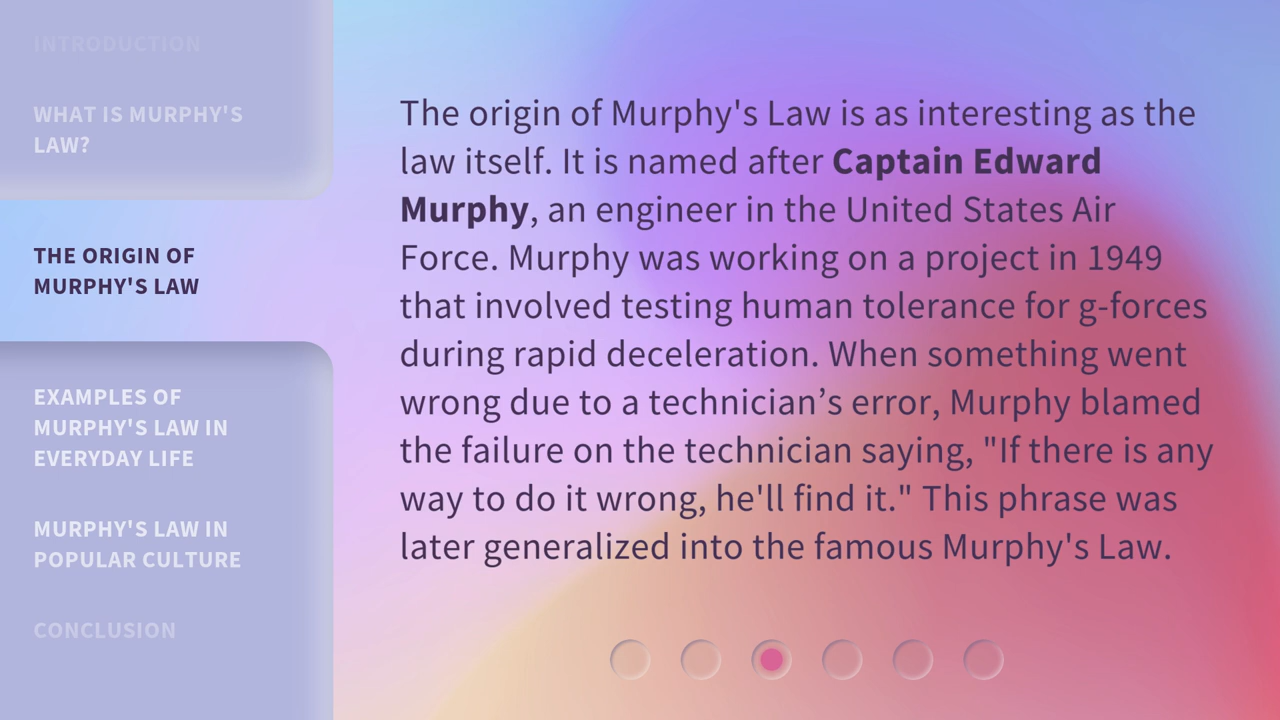 INTRODUCTION
WHAT IS MURPHY'S
LAW?
THE ORIGIN OF
MURPHY'S LAW
EXAMPLES OF
MURPHY'S LAW IN
EVERYDAY LIFE
MURPHY'S LAW IN
POPULAR CULTURE
CONCLUSION
The origin of Murphy's Law is as interesting as the
law itself. It is named after Captain Edward
Murphy, an engineer in the United States Air
Force. Murphy was working on a project in 1949
that involved testing human tolerance for g-forces
during rapid deceleration. When something went
wrong due to a technician’s error, Murphy blamed
the failure on the technician saying, "If there is any
way to do it wrong, he'll find it." This phrase was
later generalized into the famous Murphy's Law.